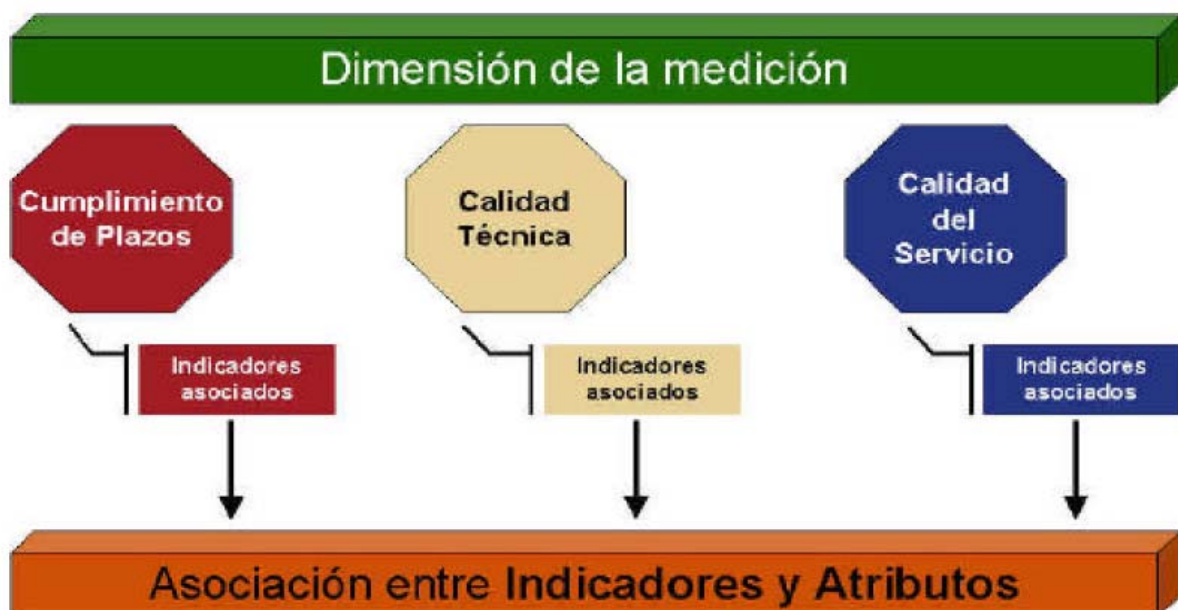 Dimensión de la medición
Cumplimiento
de Plazos
Calidad
Técnica
Calidad
del
Servicio
Indicadores
asociados
Indicadores
asociados
Indicadores
asociados
Asociación entre Indicadores y Atributos